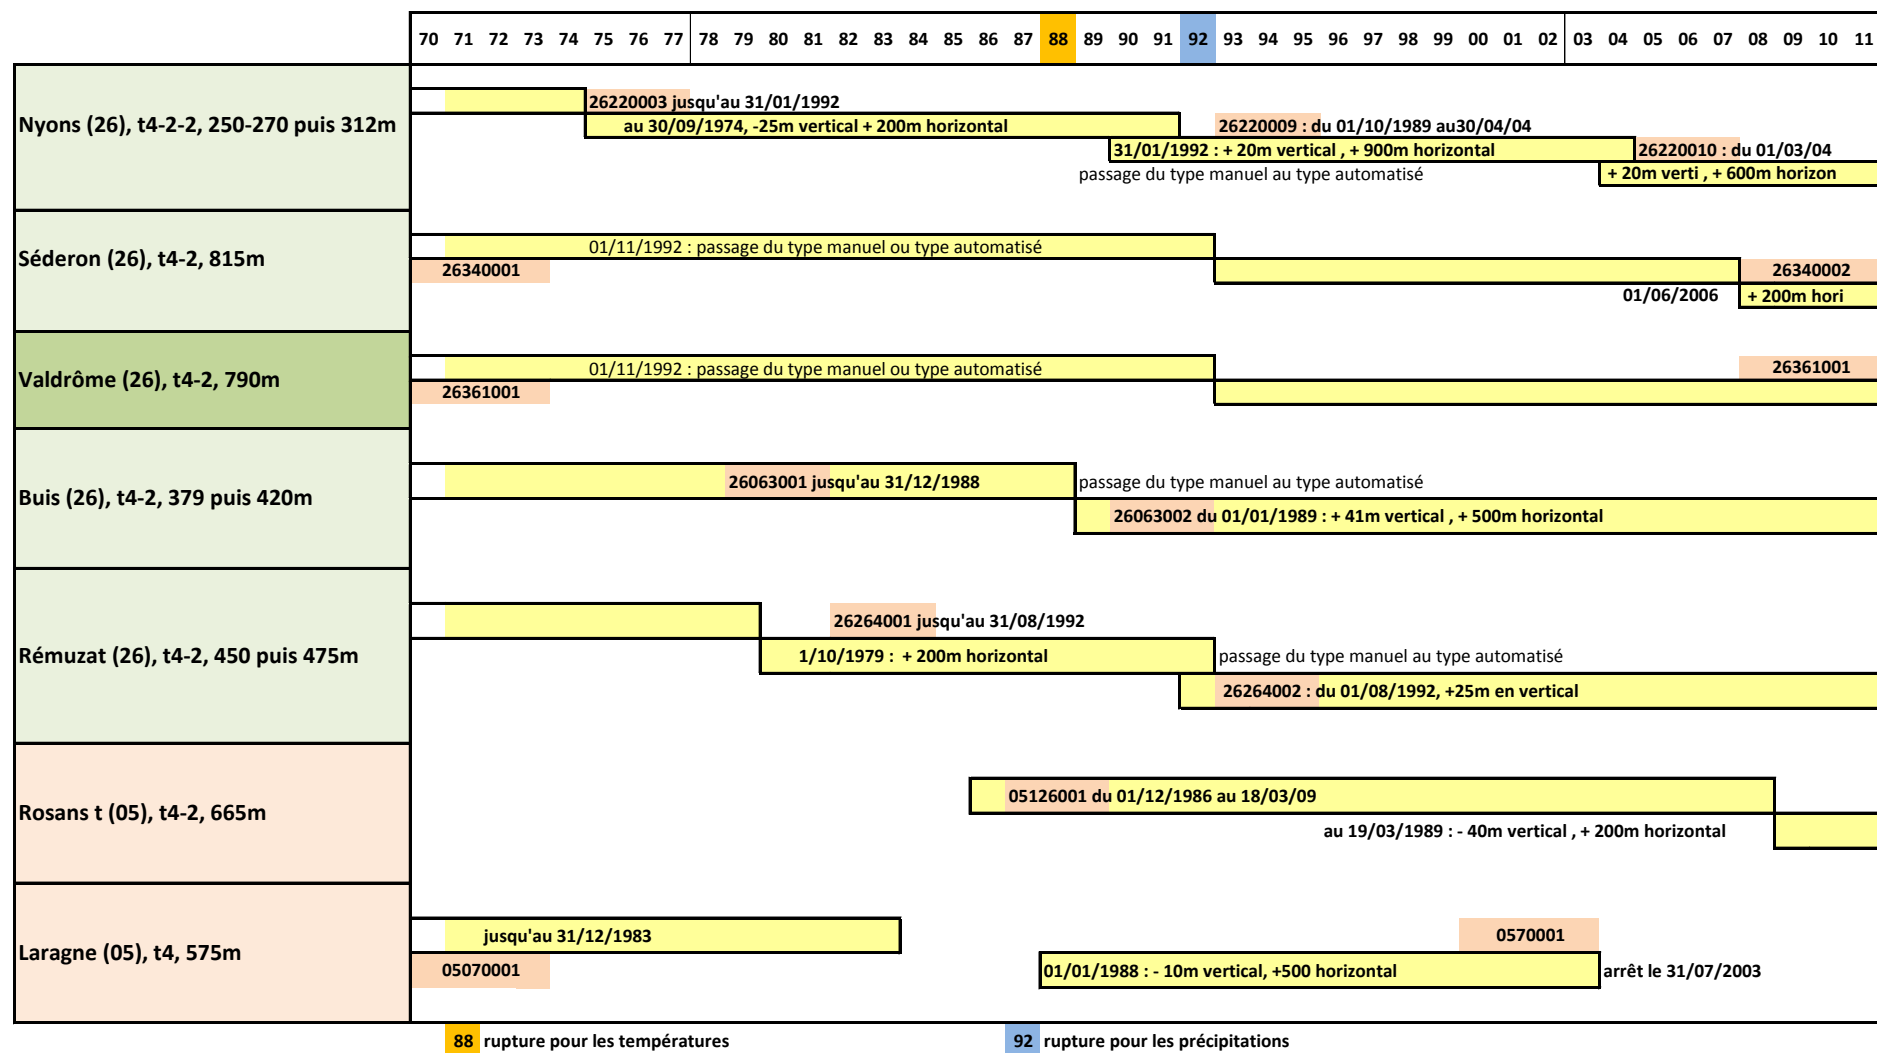 70 71 72 73 74 75 76 77 78 79 80 81 82 83 84 85 86 87 88 89 90 91 92 93 94 95 96 97 98 99 00 01 02 03 04 05 06 07 08 09 10 11
Nyons (26), t4-2-2, 250-270 puis 312m
26220003 jusqu'au 31/01/1992
au 30/09/1974, -25m vertical + 200m horizontal
26220009 : du 01/10/1989 au30/04/04
31/01/1992 : + 20m vertical , + 900m horizontal
26220010 : du 01/03/04
passage du type manuel au type automatisé
+ 20m verti , + 600m horizon
Séderon (26), t4-2, 815m
01/11/1992 : passage du type manuel ou type automatisé
26340001
26340002
01/06/2006
+ 200m hori
Valdrôme (26), t4-2, 790m
01/11/1992 : passage du type manuel ou type automatisé
26361001
26361001
Buis (26), t4-2, 379 puis 420m
26063001 jusqu'au 31/12/1988
passage du type manuel au type automatisé
26063002 du 01/01/1989 : + 41m vertical , + 500m horizontal
Rémuzat (26), t4-2, 450 puis 475m
26264001 jusqu'au 31/08/1992
1/10/1979 : + 200m horizontal
passage du type manuel au type automatisé
26264002 : du 01/08/1992, +25m en vertical
Rosans t (05), t4-2, 665m
05126001 du 01/12/1986 au 18/03/09
au 19/03/1989 : - 40m vertical , + 200m horizontal
Laragne (05), t4, 575m
jusqu'au 31/12/1983
0570001
05070001
01/01/1988 : - 10m vertical, +500 horizontal
arrêt le 31/07/2003
88 rupture pour les températures
92 rupture pour les précipitations